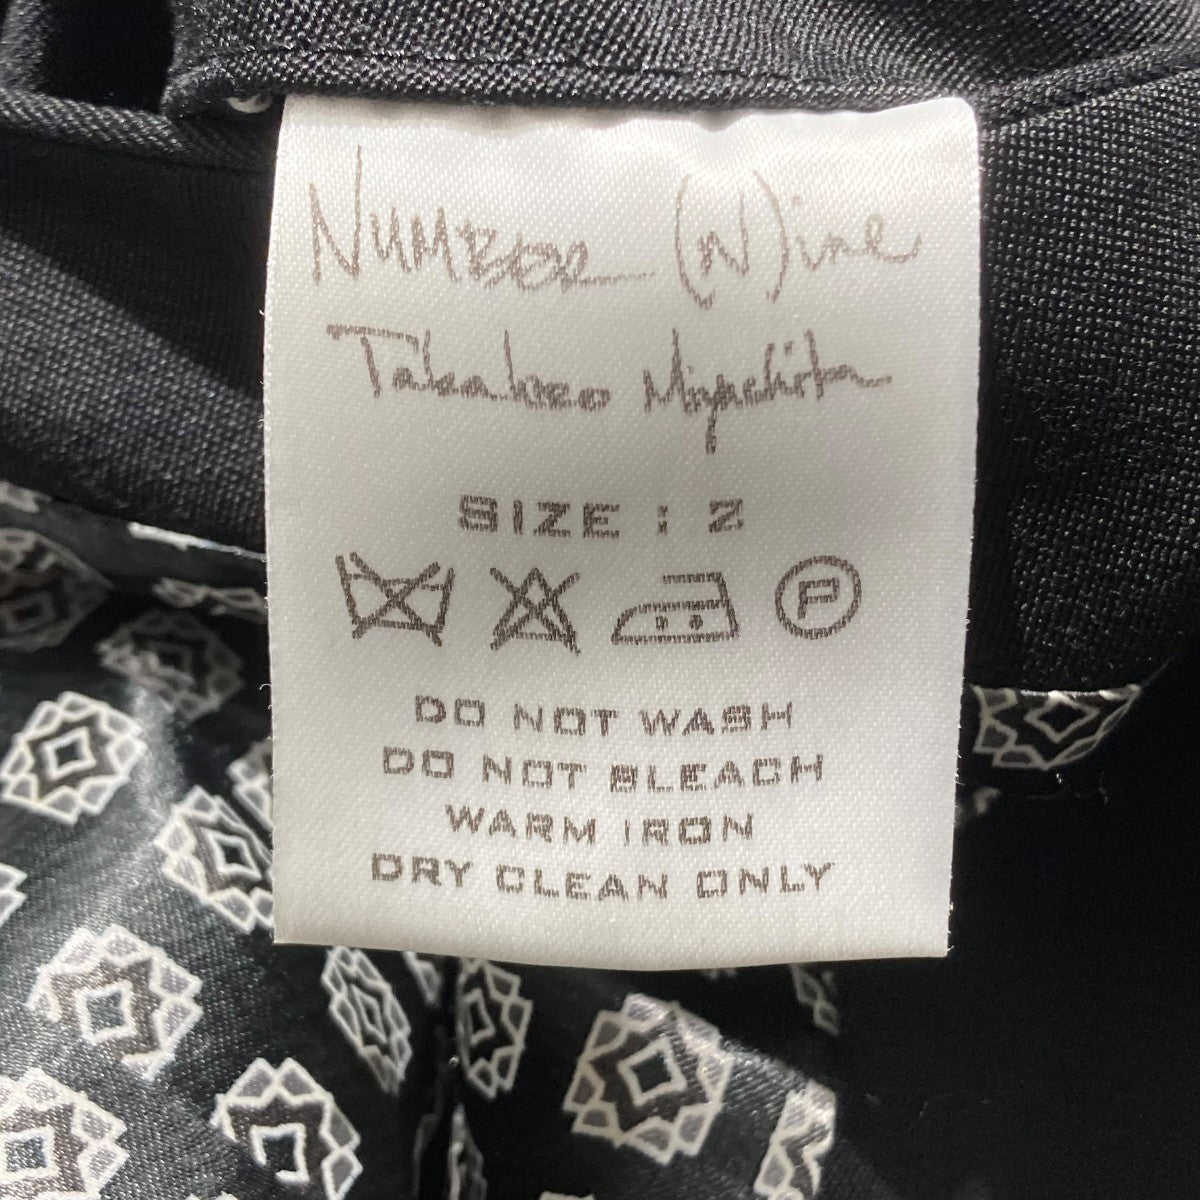 Number (N)ine
Takahiro Miyashita
SIZE : 2
P
DO NOT WASH
DO NOT BLEACH
WARM IRON
DRY CLEAN ONLY